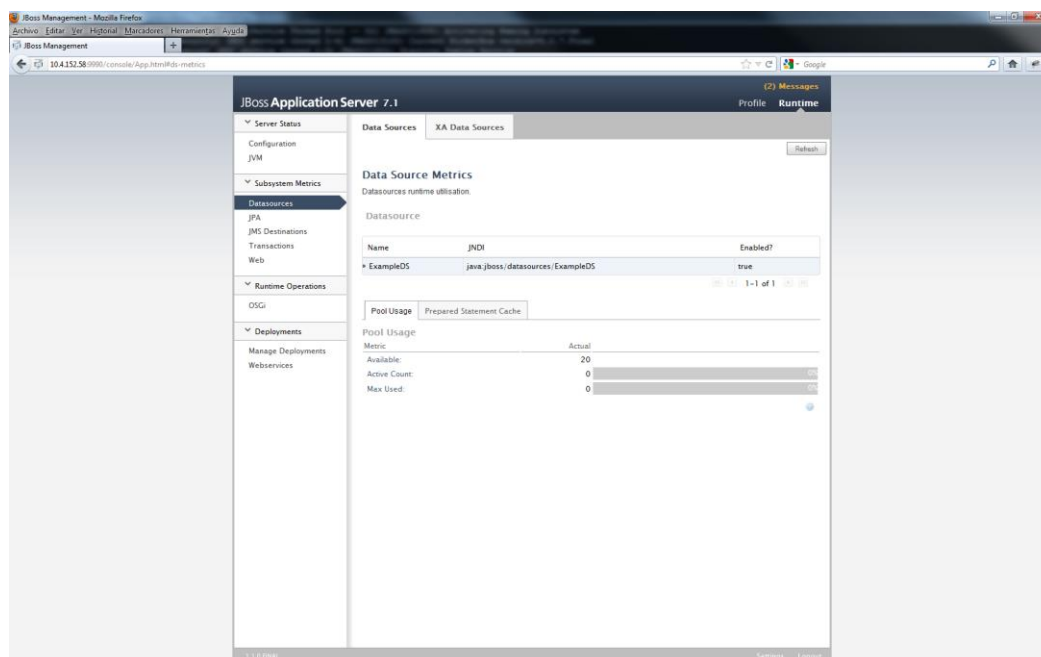 JBoss Management - Mozilla Firefox
Archivo Editar Ver Historial Marcadores Herramientas Ayuda
JBoss Management +
10.4.152.58:9990/console/App.html#ds-metrics
Google
(2) Messages
JBoss Application Server 7.1
Profile Runtime
Server Status
Configuration
JVM
Subsystem Metrics
Datasources
JPA
JMS Destinations
Transactions
Web
Runtime Operations
OSGi
Deployments
Manage Deployments
Webservices
Data Sources XA Data Sources
Refresh
Data Source Metrics
Datasources runtime utilisation.
Datasource
Name JNDI Enabled?
ExampleDS java:jboss/datasources/ExampleDS true
1-1 of 1
Pool Usage Prepared Statement Cache
Pool Usage
Metric Actual
Available: 20
Active Count: 0 0%
Max Used: 0 0%
Settings Logout